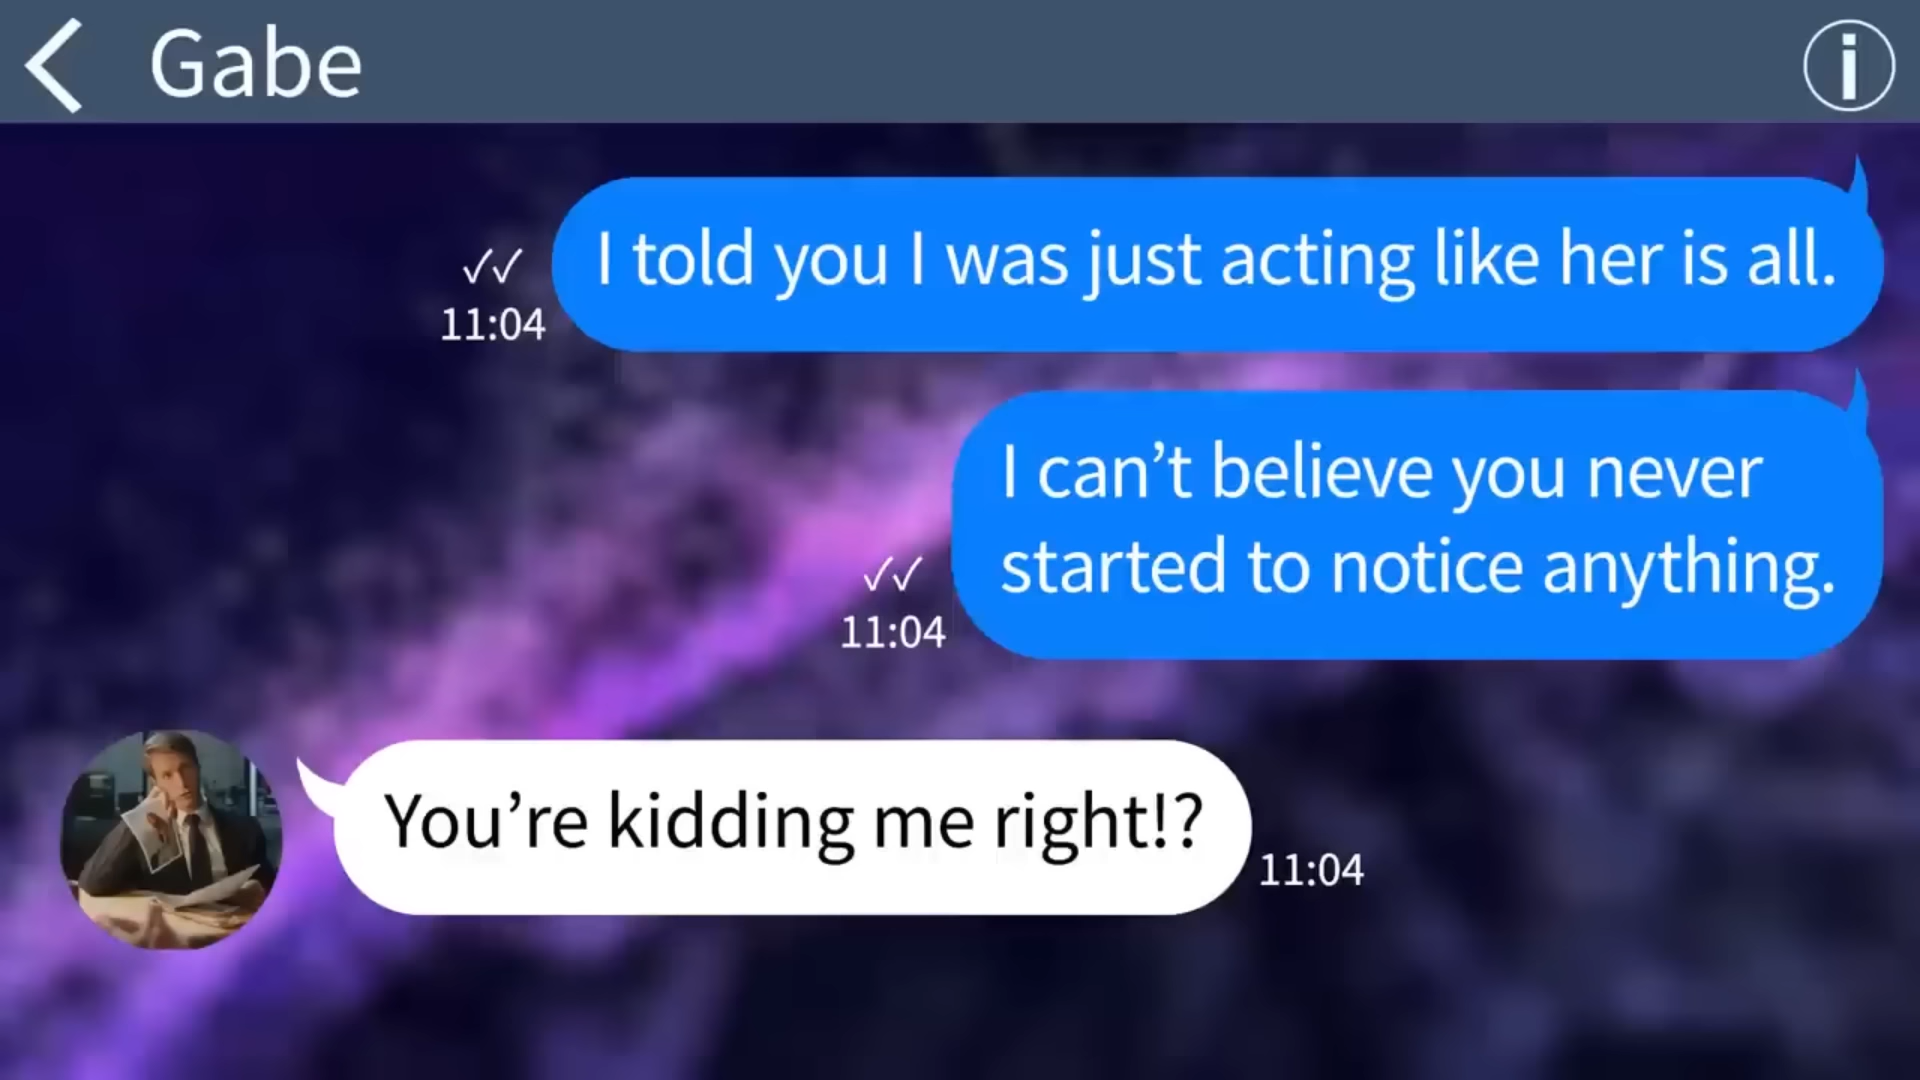 Gabe
I told you I was just acting like her is all.
✓✓
11:04
I can’t believe you never
started to notice anything.
✓✓
11:04
You’re kidding me right!?
11:04